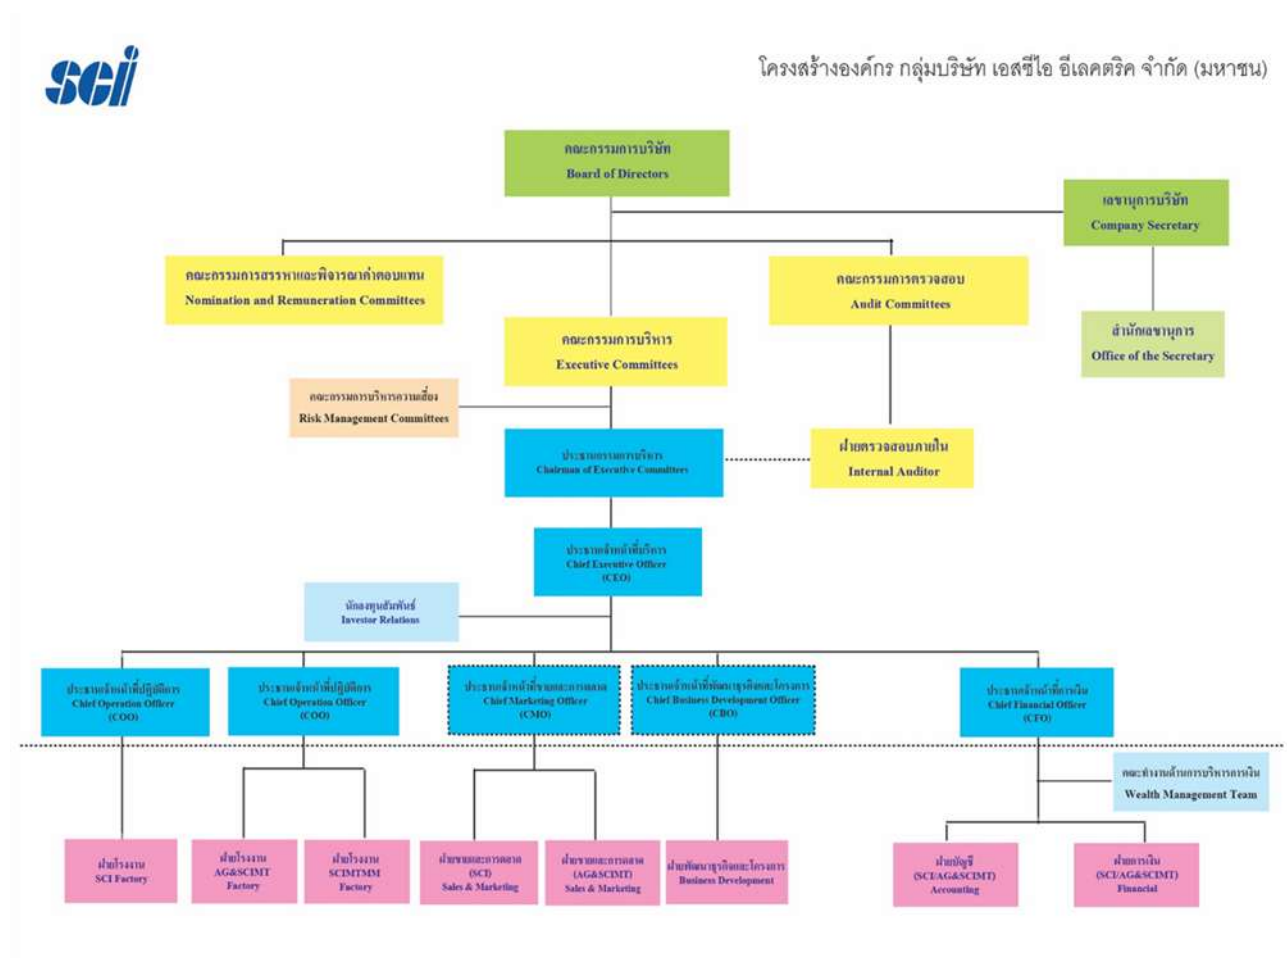 SCI
โครงสร้างองค์กร กลุ่มบริษัท เอสซีไอ อีเลคตริค จำกัด (มหาชน)
คณะกรรมการบริษัท
Board of Directors
เลขานุการบริษัท
Company Secretary
คณะกรรมการสรรหาและพิจารณาค่าตอบแทน
Nomination and Remuneration Committees
คณะกรรมการตรวจสอบ
Audit Committees
สำนักเลขานุการ
Office of the Secretary
คณะกรรมการบริหาร
Executive Committees
คณะกรรมการบริหารความเสี่ยง
Risk Management Committees
ประธานกรรมการบริหาร
Chairman of Executive Committees
ฝ่ายตรวจสอบภายใน
Internal Auditor
ประธานเจ้าหน้าที่บริหาร
Chief Executive Officer
(CEO)
นักลงทุนสัมพันธ์
Investor Relations
ประธานเจ้าหน้าที่ปฏิบัติการ
Chief Operation Officer
(COO)
ประธานเจ้าหน้าที่ปฏิบัติการ
Chief Operation Officer
(COO)
ประธานเจ้าหน้าที่ขายและการตลาด
Chief Marketing Officer
(CMO)
ประธานเจ้าหน้าที่พัฒนาธุรกิจและโครงการ
Chief Business Development Officer
(CBO)
ประธานเจ้าหน้าที่การเงิน
Chief Financial Officer
(CFO)
คณะทำงานด้านการบริหารการเงิน
Wealth Management Team
ฝ่ายโรงงาน
SCI Factory
ฝ่ายโรงงาน
AG&SCIMT
Factory
ฝ่ายโรงงาน
SCIMTMM
Factory
ฝ่ายขายและการตลาด
(SCI)
Sales & Marketing
ฝ่ายขายและการตลาด
(AG&SCIMT)
Sales & Marketing
ฝ่ายพัฒนาธุรกิจและโครงการ
Business Development
ฝ่ายบัญชี
(SCI/AG&SCIMT)
Accounting
ฝ่ายการเงิน
(SCI/AG&SCIMT)
Financial